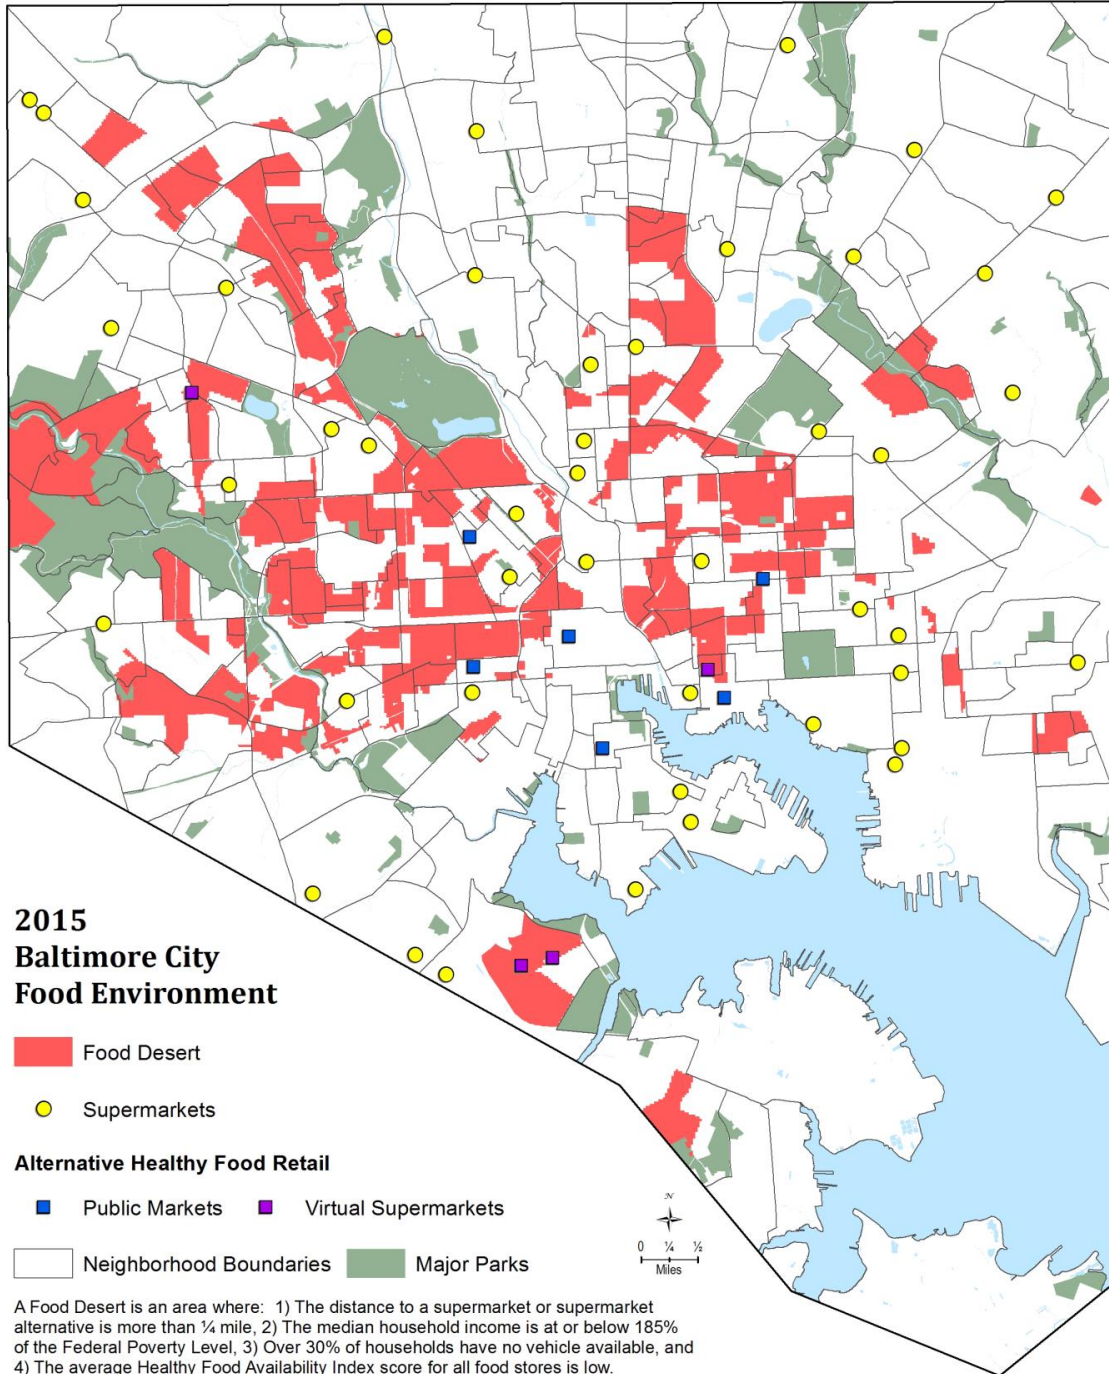 2015
Baltimore City
Food Environment
Food Desert
Supermarkets
Alternative Healthy Food Retail
Public Markets
Virtual Supermarkets
Neighborhood Boundaries
Major Parks
N
0 ¼ ½
Miles
A Food Desert is an area where: 1) The distance to a supermarket or supermarket
alternative is more than ¼ mile, 2) The median household income is at or below 185%
of the Federal Poverty Level, 3) Over 30% of households have no vehicle available, and
4) The average Healthy Food Availability Index score for all food stores is low.